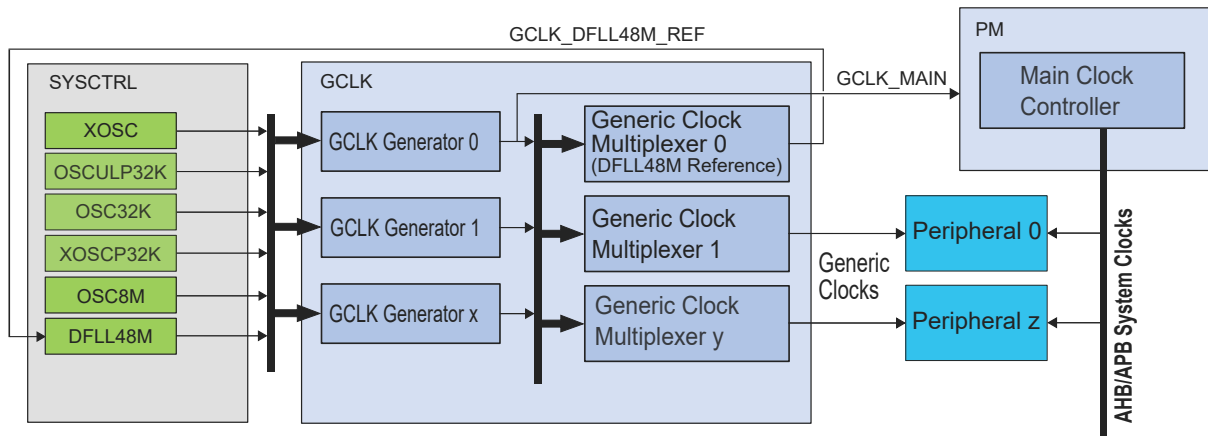 GCLK_DFLL48M_REF
PM
SYSCTRL
GCLK
GCLK_MAIN
Main Clock
Controller
XOSC
OSCULP32K
OSC32K
XOSCP32K
OSC8M
DFLL48M
GCLK Generator 0
GCLK Generator 1
GCLK Generator x
Generic Clock
Multiplexer 0
(DFLL48M Reference)
Generic Clock
Multiplexer 1
Generic Clock
Multiplexer y
Generic
Clocks
Peripheral 0
Peripheral z
AHB/APB System Clocks